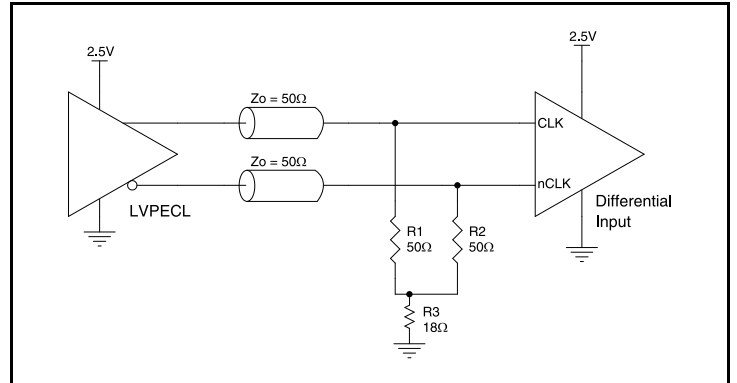 2.5V
2.5V
Zo = 50Ω
CLK
Zo = 50Ω
nCLK
LVPECL
Differential
Input
R1
50Ω
R2
50Ω
R3
18Ω